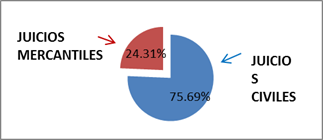 JUICIOS
MERCANTILES
24.31%
JUICIO
S
CIVILES
75.69%